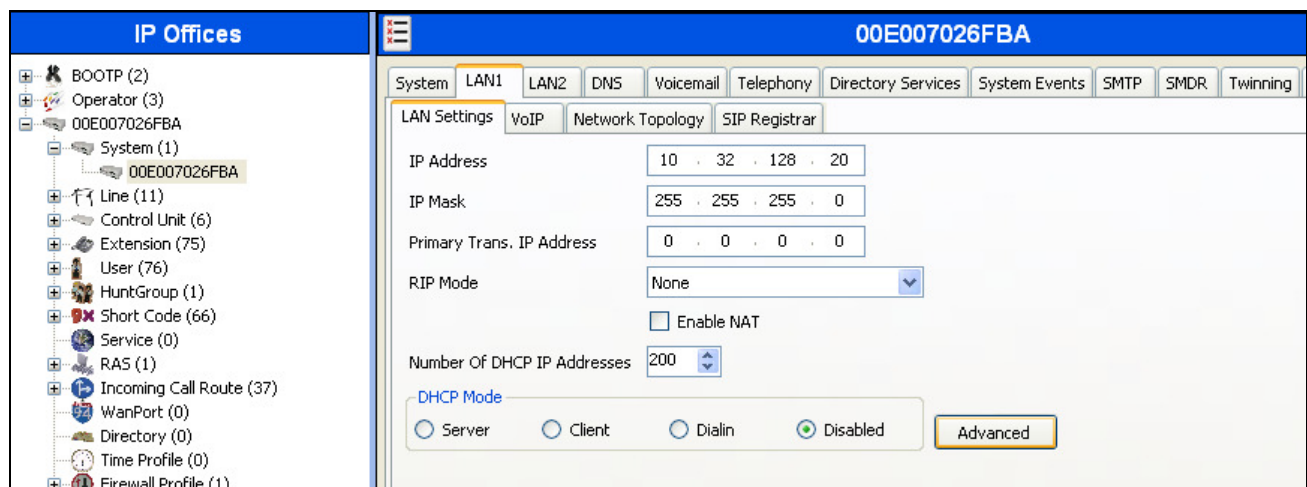 IP Offices
BOOTP (2)
Operator (3)
00E007026FBA
System (1)
00E007026FBA
Line (11)
Control Unit (6)
Extension (75)
User (76)
HuntGroup (1)
Short Code (66)
Service (0)
RAS (1)
Incoming Call Route (37)
WanPort (0)
Directory (0)
Time Profile (0)
Firewall Profile (1)
00E007026FBA
System LAN1 LAN2 DNS Voicemail Telephony Directory Services System Events SMTP SMDR Twinning
LAN Settings VoIP Network Topology SIP Registrar
IP Address 10 . 32 . 128 . 20
IP Mask 255 . 255 . 255 . 0
Primary Trans. IP Address 0 . 0 . 0 . 0
RIP Mode None
Enable NAT
Number Of DHCP IP Addresses 200
DHCP Mode
Server Client Dialin Disabled Advanced